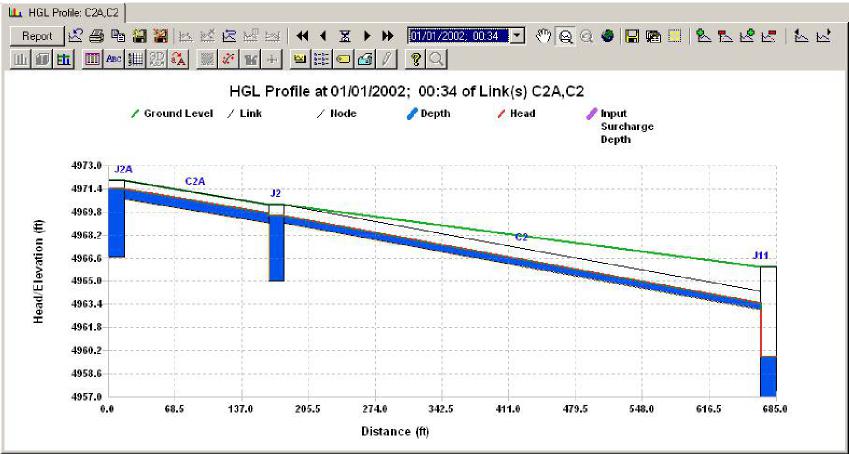 HGL Profile: C2A,C2
Report
01/01/2002; 00:34
ABC
HGL Profile at 01/01/2002; 00:34 of Link(s) C2A,C2
Ground Level Link Node Depth Head Input Surcharge Depth
4973.0
4971.4
4969.8
4968.2
4966.6
4965.0
4963.4
4961.8
4960.2
4958.6
4957.0
Head/Elevation (ft)
J2A
C2A
J2
C2
J11
0.0 68.5 137.0 205.5 274.0 342.5 411.0 479.5 548.0 616.5 685.0
Distance (ft)